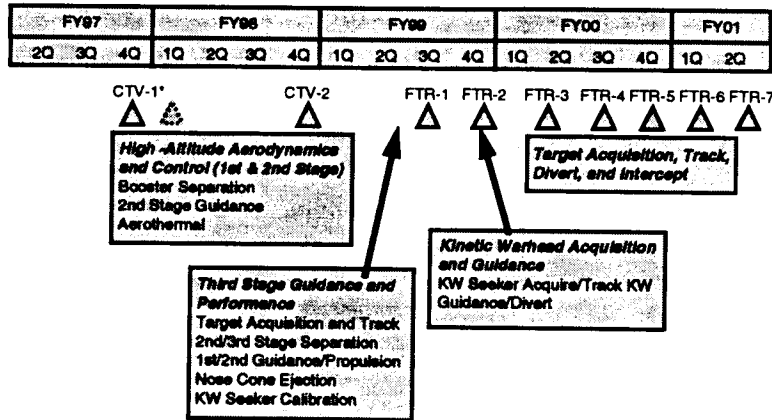 FY97 FY98 FY99 FY00 FY01
2Q 3Q 4Q 1Q 2Q 3Q 4Q 1Q 2Q 3Q 4Q 1Q 2Q 3Q 4Q 1Q 2Q
CTV-1* CTV-2 FTR-1 FTR-2 FTR-3 FTR-4 FTR-5 FTR-6 FTR-7
High-Altitude Aerodynamics
and Control (1st & 2nd Stage)
Booster Separation
2nd Stage Guidance
Aerothermal
Target Acquisition, Track,
Divert, and Intercept
Kinetic Warhead Acquisition
and Guidance
KW Seeker Acquire/Track KW
Guidance/Divert
Third Stage Guidance and
Performance
Target Acquisition and Track
2nd/3rd Stage Separation
1st/2nd Guidance/Propulsion
Nose Cone Ejection
KW Seeker Calibration